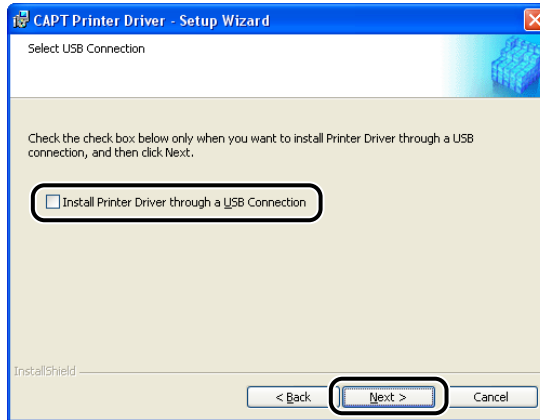 CAPT Printer Driver - Setup Wizard
Select USB Connection
Check the check box below only when you want to install Printer Driver through a USB
connection, and then click Next.
Install Printer Driver through a USB Connection
InstallShield
< Back Next > Cancel